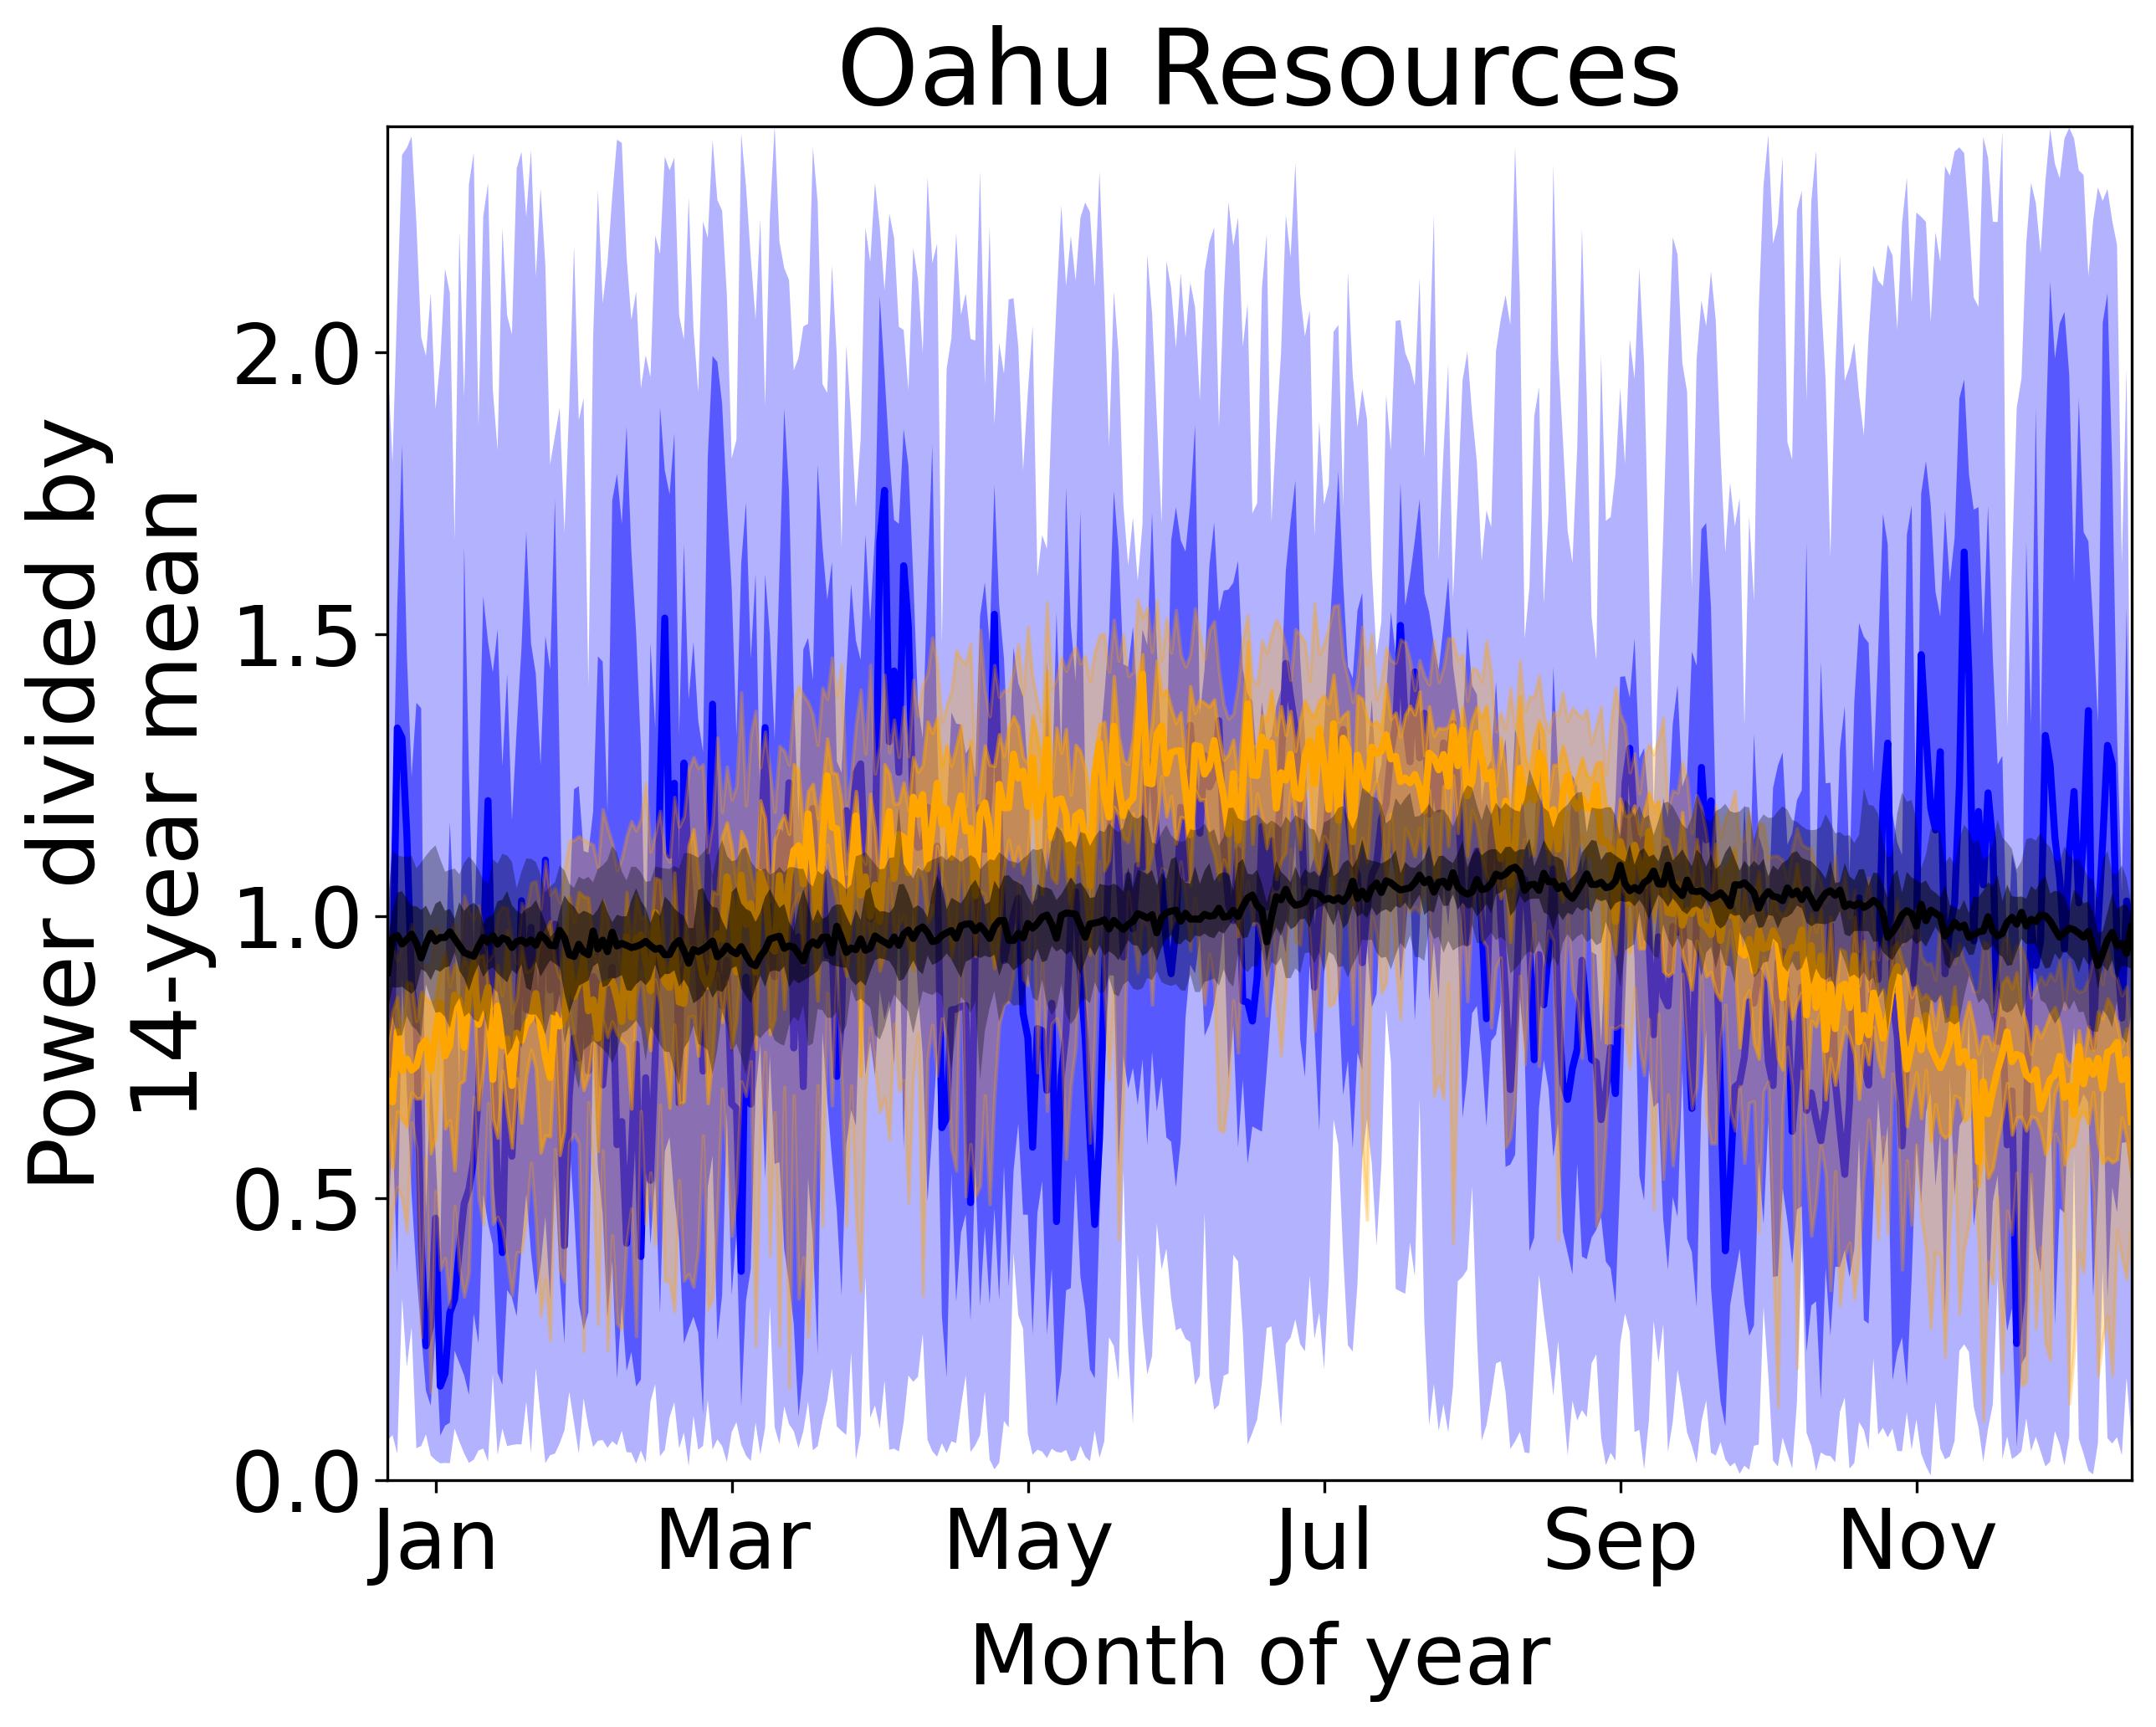 Oahu Resources
Power divided by
14-year mean
2.0
1.5
1.0
0.5
0.0
Jan Mar May Jul Sep Nov
Month of year